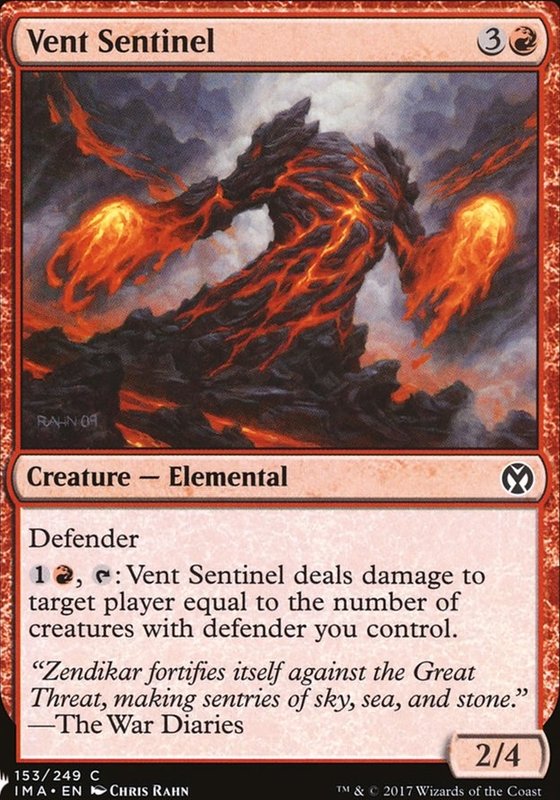 Vent Sentinel 3
RAHN 09
Creature — Elemental
Defender
1, : Vent Sentinel deals damage to
target player equal to the number of
creatures with defender you control.
"Zendikar fortifies itself against the Great
Threat, making sentries of sky, sea, and stone."
—The War Diaries
2/4
153/249 C
IMA • EN Chris Rahn
™ & © 2017 Wizards of the Coast